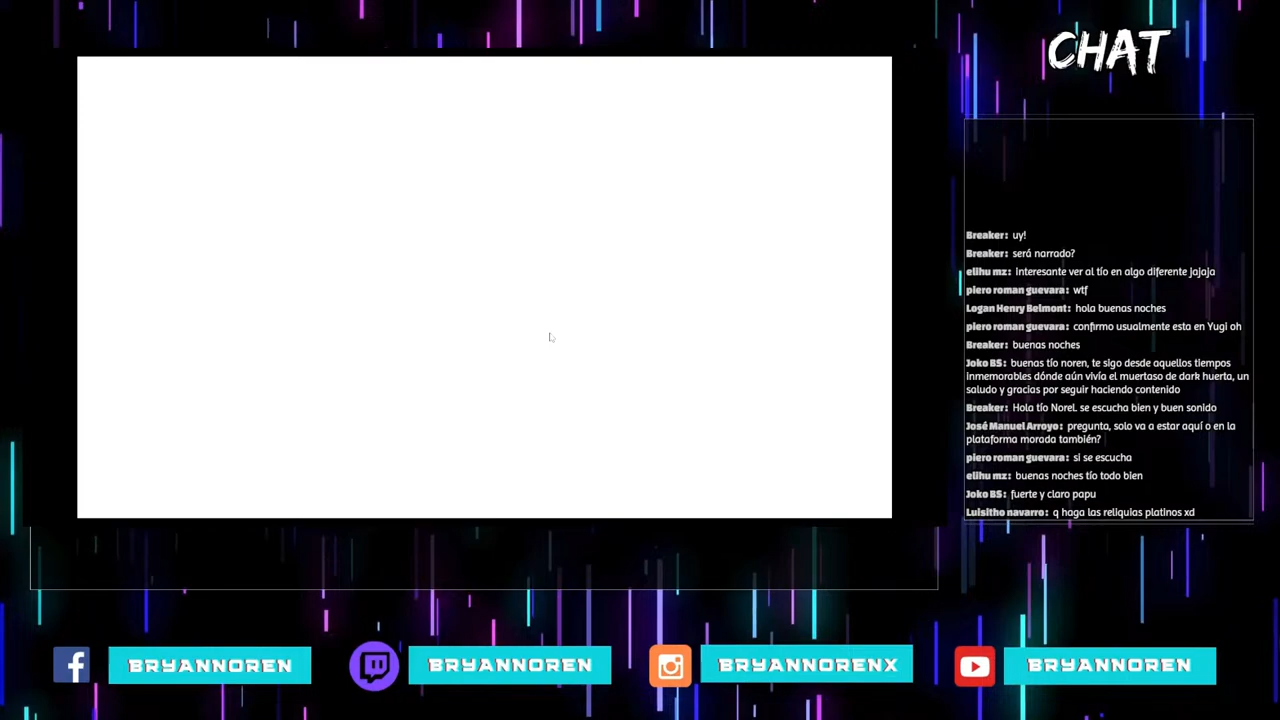 CHAT
Breaker: uy!
Breaker: será narrado?
elihu mz: interesante ver al tío en algo diferente jajaja
piero roman guevara: wtf
Logan Henry Belmont: hola buenas noches
piero roman guevara: confirmo usualmente esta en Yugi oh
Breaker: buenas noches
Joko BS: buenas tío noren, te sigo desde aquellos tiempos
inmemorables dónde aún vivía el muertaso de dark huerta, un
saludo y gracias por seguir haciendo contenido
Breaker: Hola tío Norel. se escucha bien y buen sonido
José Manuel Arroyo: pregunta, solo va a estar aquí o en la
plataforma morada también?
piero roman guevara: si se escucha
elihu mz: buenas noches tío todo bien
Joko BS: fuerte y claro papu
Luisitho navarro: q haga las reliquias platinos xd
BRYANNOREN
BRYANNOREN
BRYANNORENX
BRYANNOREN